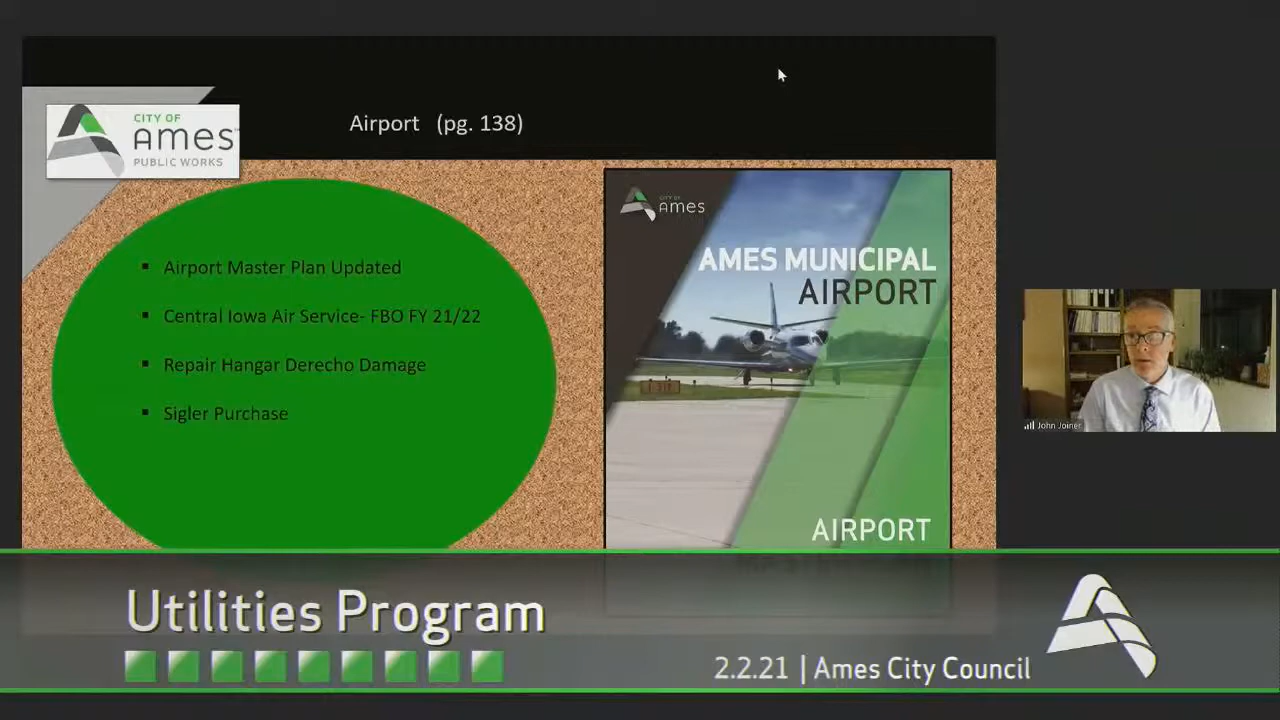 CITY OF
Ames
PUBLIC WORKS
Airport (pg. 138)
Airport Master Plan Updated
Central Iowa Air Service- FBO FY 21/22
Repair Hangar Derecho Damage
Sigler Purchase
CITY OF
Ames
AMES MUNICIPAL
AIRPORT
AIRPORT
John Joiner
Utilities Program
2.2.21 | Ames City Council